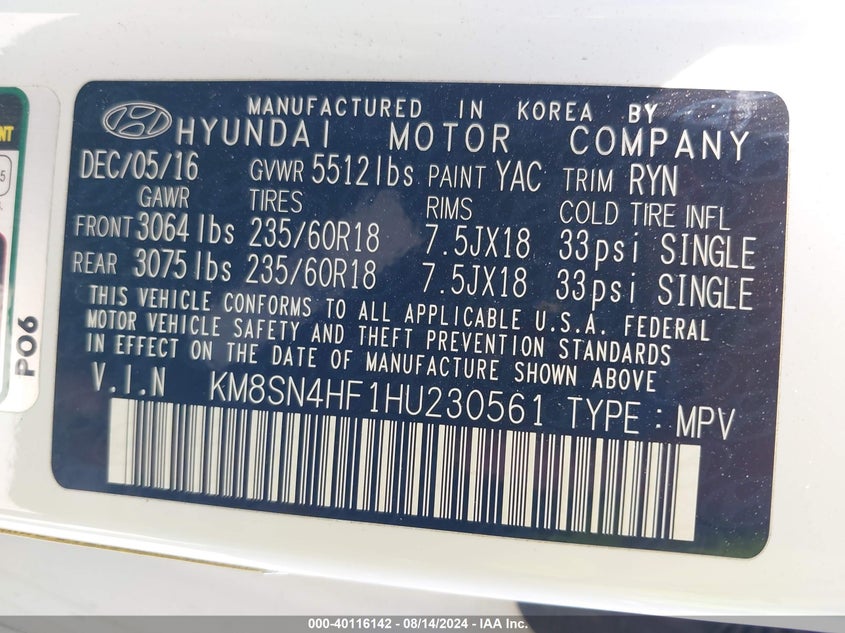 MANUFACTURED IN KOREA BY
HYUNDAI MOTOR COMPANY
DEC/05/16 GVWR 5512lbs PAINT YAC TRIM RYN
GAWR TIRES RIMS COLD TIRE INFL
FRONT 3064lbs 235/60R18 7.5JX18 33psi SINGLE
REAR 3075lbs 235/60R18 7.5JX18 33psi SINGLE
THIS VEHICLE CONFORMS TO ALL APPLICABLE U.S.A. FEDERAL
MOTOR VEHICLE SAFETY AND THEFT PREVENTION STANDARDS
IN EFFECT ON THE DATE OF MANUFACTURE SHOWN ABOVE
V.I.N KM8SN4HF1HU230561 TYPE : MPV
P06
000-40116142 - 08/14/2024 - IAA Inc.